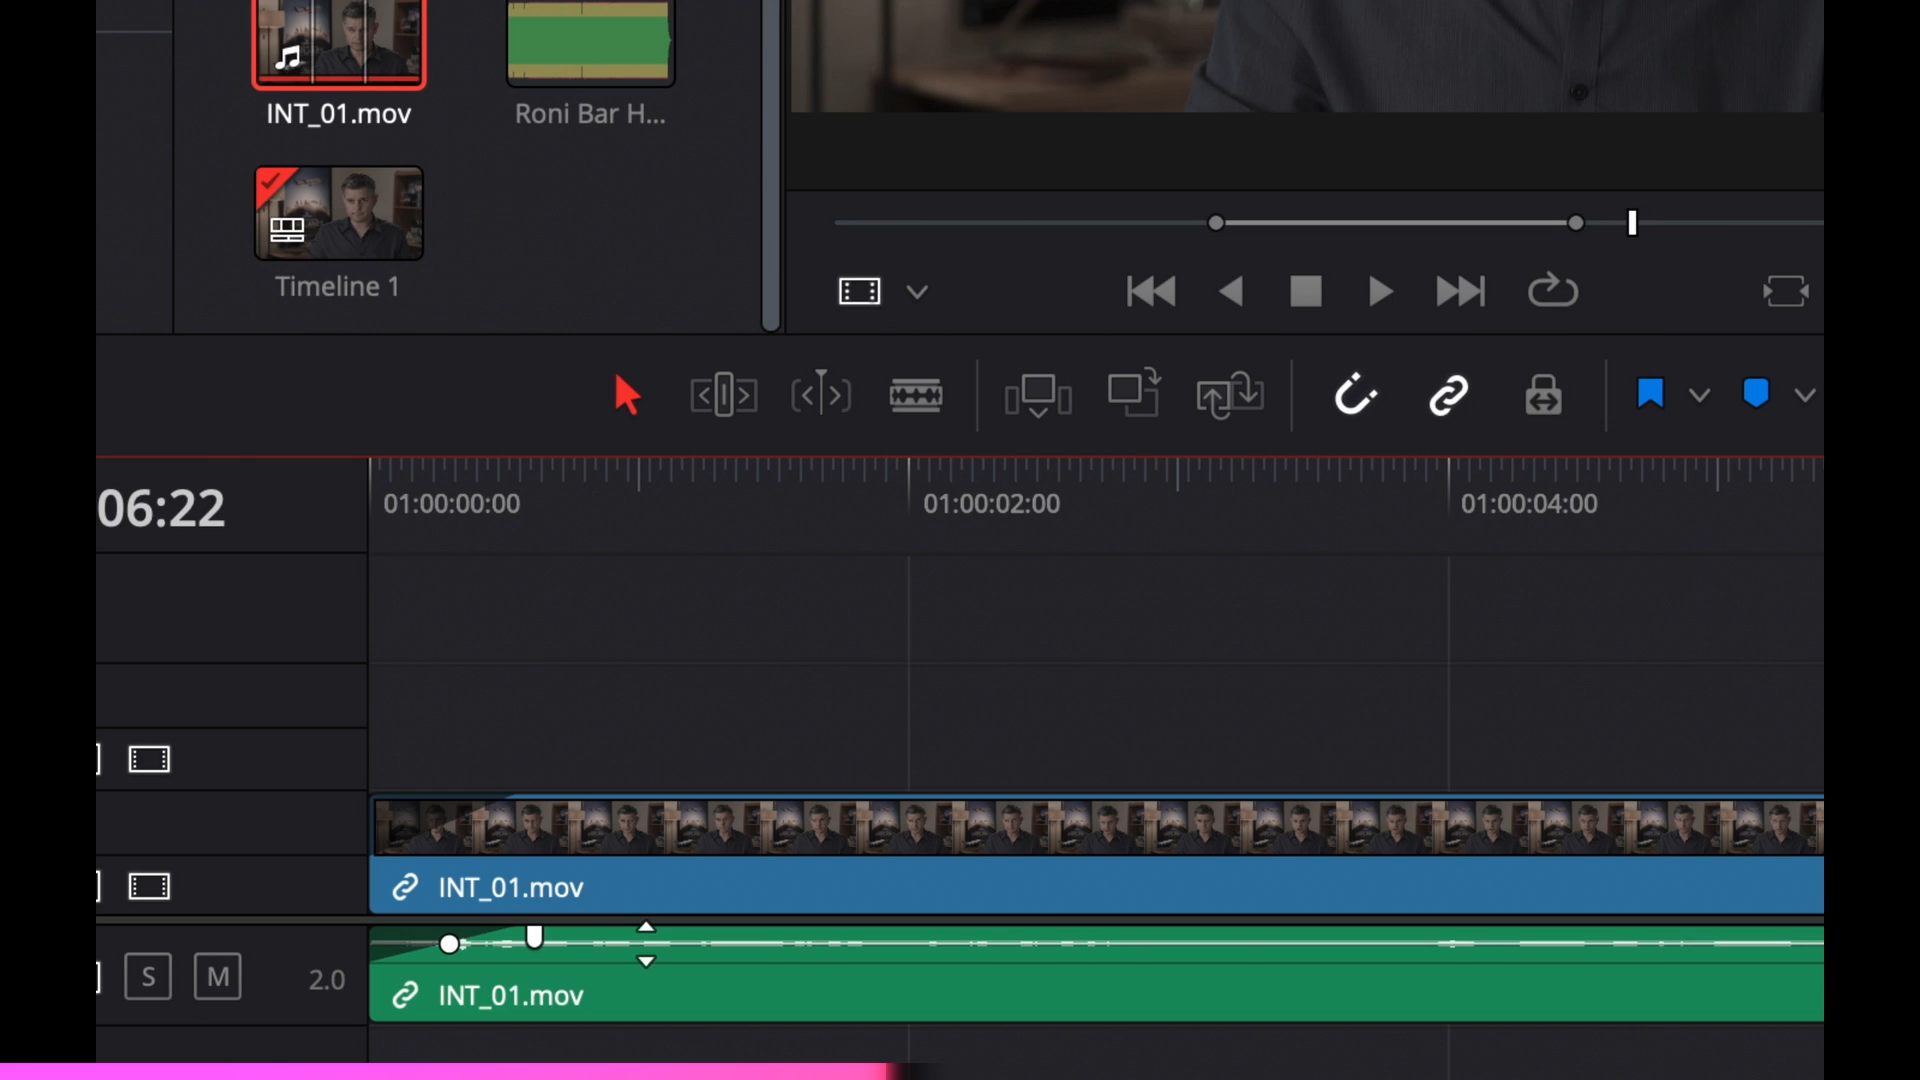 INT_01.mov
Roni Bar H...
Timeline 1
06:22
01:00:00:00
01:00:02:00
01:00:04:00
INT_01.mov
S M 2.0
INT_01.mov